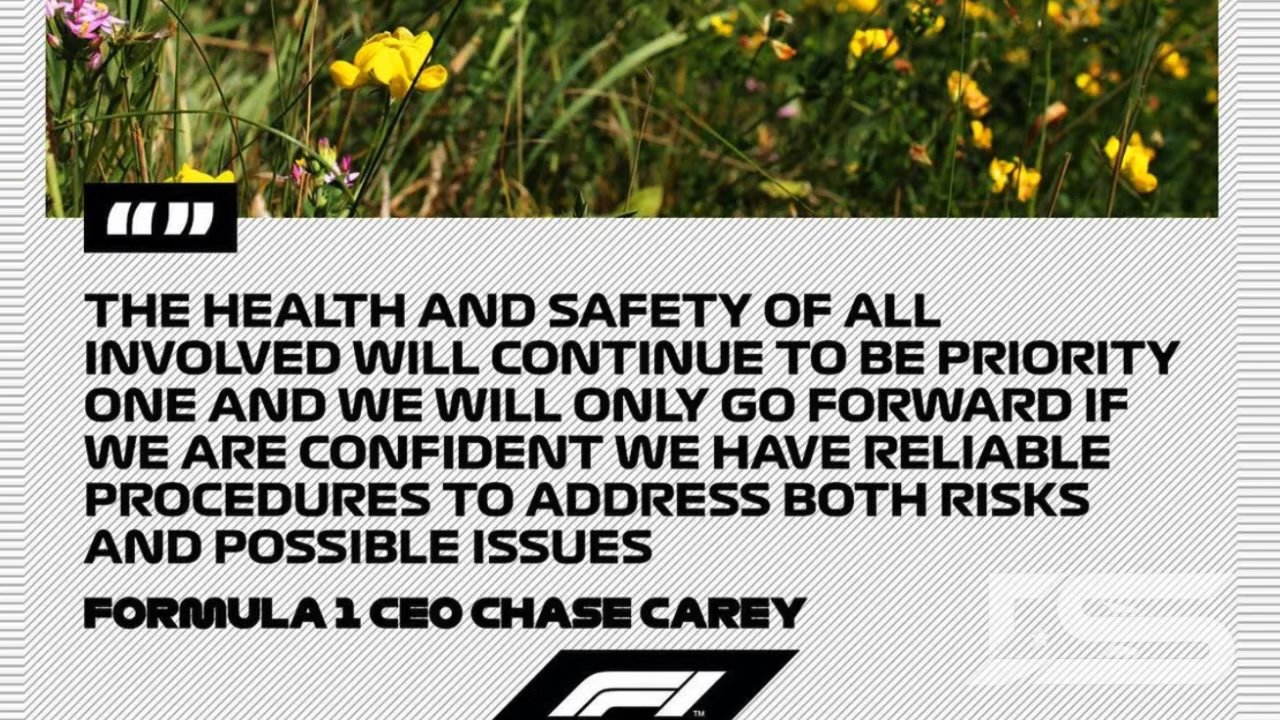 THE HEALTH AND SAFETY OF ALL
INVOLVED WILL CONTINUE TO BE PRIORITY
ONE AND WE WILL ONLY GO FORWARD IF
WE ARE CONFIDENT WE HAVE RELIABLE
PROCEDURES TO ADDRESS BOTH RISKS
AND POSSIBLE ISSUES
FORMULA 1 CEO CHASE CAREY
F1
TM